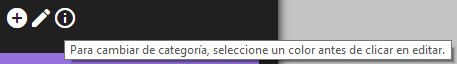 Para cambiar de categoría, seleccione un color antes de clicar en editar.